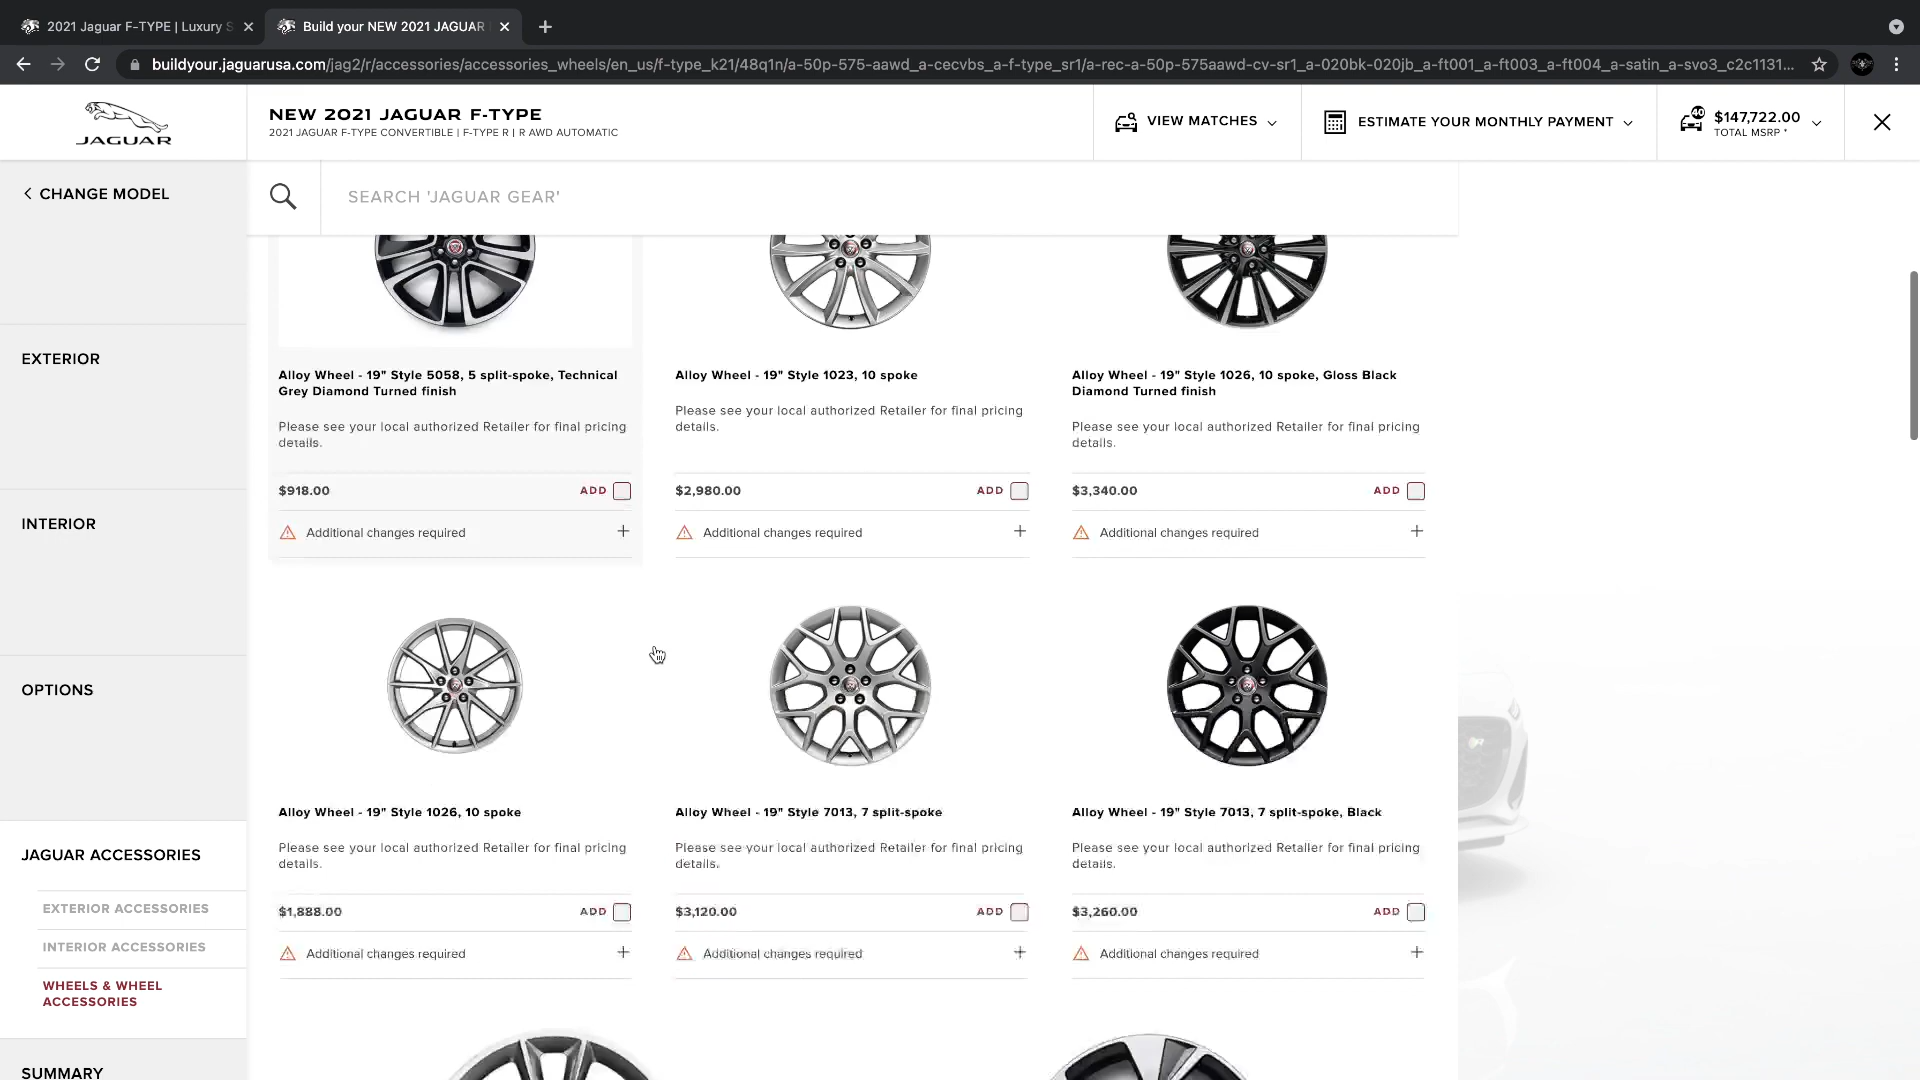 2021 Jaguar F-TYPE | Luxury S
Build your NEW 2021 JAGUAR
buildyour.jaguarusa.com/jag2/r/accessories/accessories_wheels/en_us/f-type_k21/48q1n/a-50p-575-aawd_a-cecvbs_a-f-type_sr1/a-rec-a-50p-575aawd-cv-sr1_a-020bk-020jb_a-ft001_a-ft003_a-ft004_a-satin_a-svo3_c2c1131...
JAGUAR
NEW 2021 JAGUAR F-TYPE
2021 JAGUAR F-TYPE CONVERTIBLE | F-TYPE R | R AWD AUTOMATIC
VIEW MATCHES
ESTIMATE YOUR MONTHLY PAYMENT
40
$147,722.00
TOTAL MSRP *
CHANGE MODEL
SEARCH 'JAGUAR GEAR'
EXTERIOR
INTERIOR
OPTIONS
JAGUAR ACCESSORIES
EXTERIOR ACCESSORIES
INTERIOR ACCESSORIES
WHEELS & WHEEL
ACCESSORIES
SUMMARY
Alloy Wheel - 19" Style 5058, 5 split-spoke, Technical
Grey Diamond Turned finish
Please see your local authorized Retailer for final pricing
details.
$918.00 ADD
Additional changes required
Alloy Wheel - 19" Style 1023, 10 spoke
Please see your local authorized Retailer for final pricing
details.
$2,980.00 ADD
Additional changes required
Alloy Wheel - 19" Style 1026, 10 spoke, Gloss Black
Diamond Turned finish
Please see your local authorized Retailer for final pricing
details.
$3,340.00 ADD
Additional changes required
Alloy Wheel - 19" Style 1026, 10 spoke
Please see your local authorized Retailer for final pricing
details.
$1,888.00 ADD
Additional changes required
Alloy Wheel - 19" Style 7013, 7 split-spoke
Please see your local authorized Retailer for final pricing
details.
$3,120.00 ADD
Additional changes required
Alloy Wheel - 19" Style 7013, 7 split-spoke, Black
Please see your local authorized Retailer for final pricing
details.
$3,260.00 ADD
Additional changes required